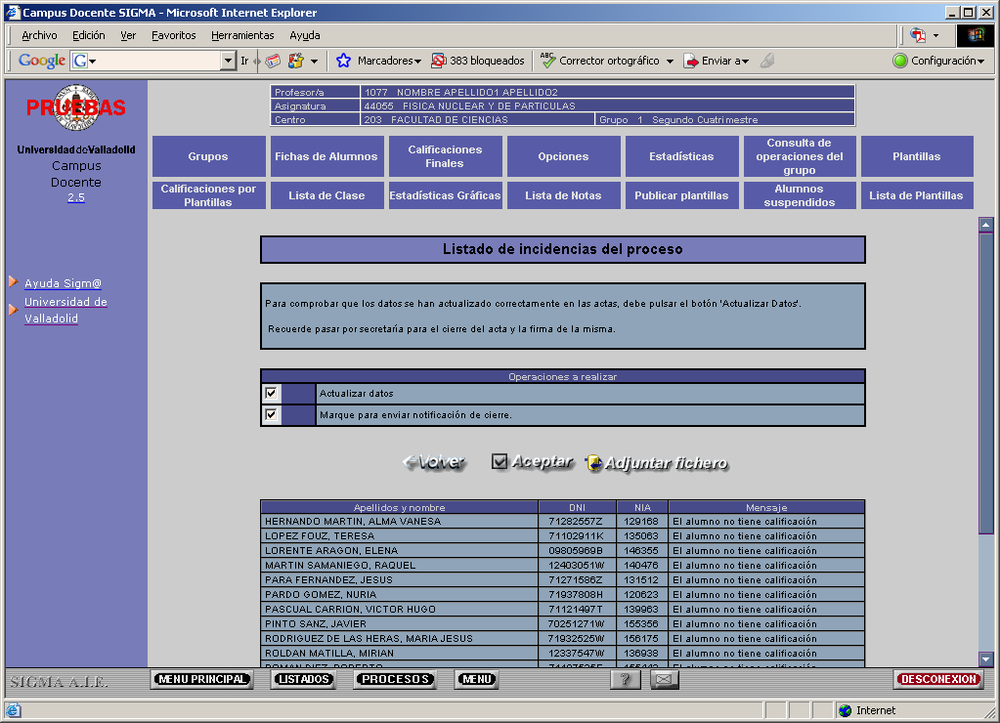 Campus Docente SIGMA - Microsoft Internet Explorer
Archivo Edición Ver Favoritos Herramientas Ayuda
Google G Ir Marcadores 383 bloqueados ABC Corrector ortográfico Enviar a Configuración
PRUEBAS
Universidad de Valladolid
Campus
Docente
2.5
Ayuda Sigm@
Universidad de
Valladolid
Profesor/a 1077 NOMBRE APELLIDO1 APELLIDO2
Asignatura 44055 FISICA NUCLEAR Y DE PARTICULAS
Centro 203 FACULTAD DE CIENCIAS Grupo 1 Segundo Cuatrimestre
Grupos
Fichas de Alumnos
Calificaciones
Finales
Opciones
Estadísticas
Consulta de
operaciones del
grupo
Plantillas
Calificaciones por
Plantillas
Lista de Clase
Estadísticas Gráficas
Lista de Notas
Publicar plantillas
Alumnos
suspendidos
Lista de Plantillas
Listado de incidencias del proceso
Para comprobar que los datos se han actualizado correctamente en las actas, debe pulsar el botón 'Actualizar Datos'.
Recuerde pasar por secretaría para el cierre del acta y la firma de la misma.
Operaciones a realizar
Actualizar datos
Marque para enviar notificación de cierre.
Volver Aceptar Adjuntar fichero
Apellidos y nombre DNI NIA Mensaje
HERNANDO MARTIN, ALMA VANESA 71282557Z 129168 El alumno no tiene calificación
LOPEZ FOUZ, TERESA 71102911K 135063 El alumno no tiene calificación
LORENTE ARAGON, ELENA 09805969B 146355 El alumno no tiene calificación
MARTIN SAMANIEGO, RAQUEL 12403051W 140476 El alumno no tiene calificación
PARA FERNANDEZ, JESUS 71271586Z 131512 El alumno no tiene calificación
PARDO GOMEZ, NURIA 71937808H 120623 El alumno no tiene calificación
PASCUAL CARRION, VICTOR HUGO 71121497T 139963 El alumno no tiene calificación
PINTO SANZ, JAVIER 70251271W 155356 El alumno no tiene calificación
RODRIGUEZ DE LAS HERAS, MARIA JESUS 71932525W 156175 El alumno no tiene calificación
ROLDAN MATILLA, MIRIAN 12337547W 136938 El alumno no tiene calificación
SIGMA A.I.E. MENU PRINCIPAL LISTADOS PROCESOS MENU ? DESCONEXION
Internet